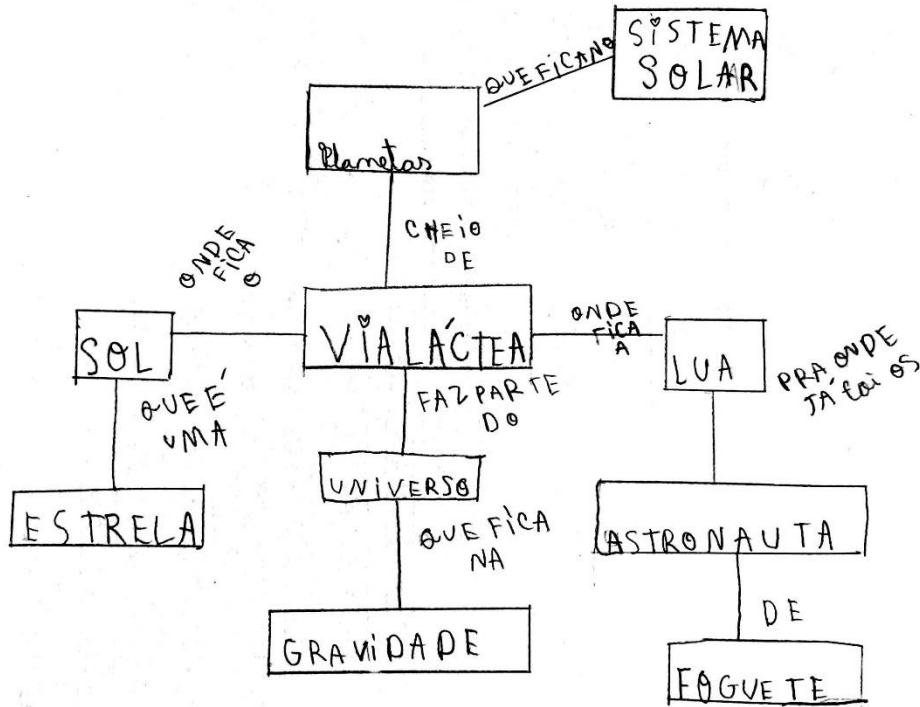 SISTEMA
SOLAR
QUE FICA NO
Planetas
CHEIO
DE
ONDE
FICA
O
VIA LÁCTEA
ONDE
FICA
A
SOL
LUA
QUE É
UMA
FAZ PARTE
DO
PRA ONDE
JÁ foi OS
UNIVERSO
ESTRELA
QUE FICA
NA
ASTRONAUTA
GRAVIDADE
DE
FOGUETE